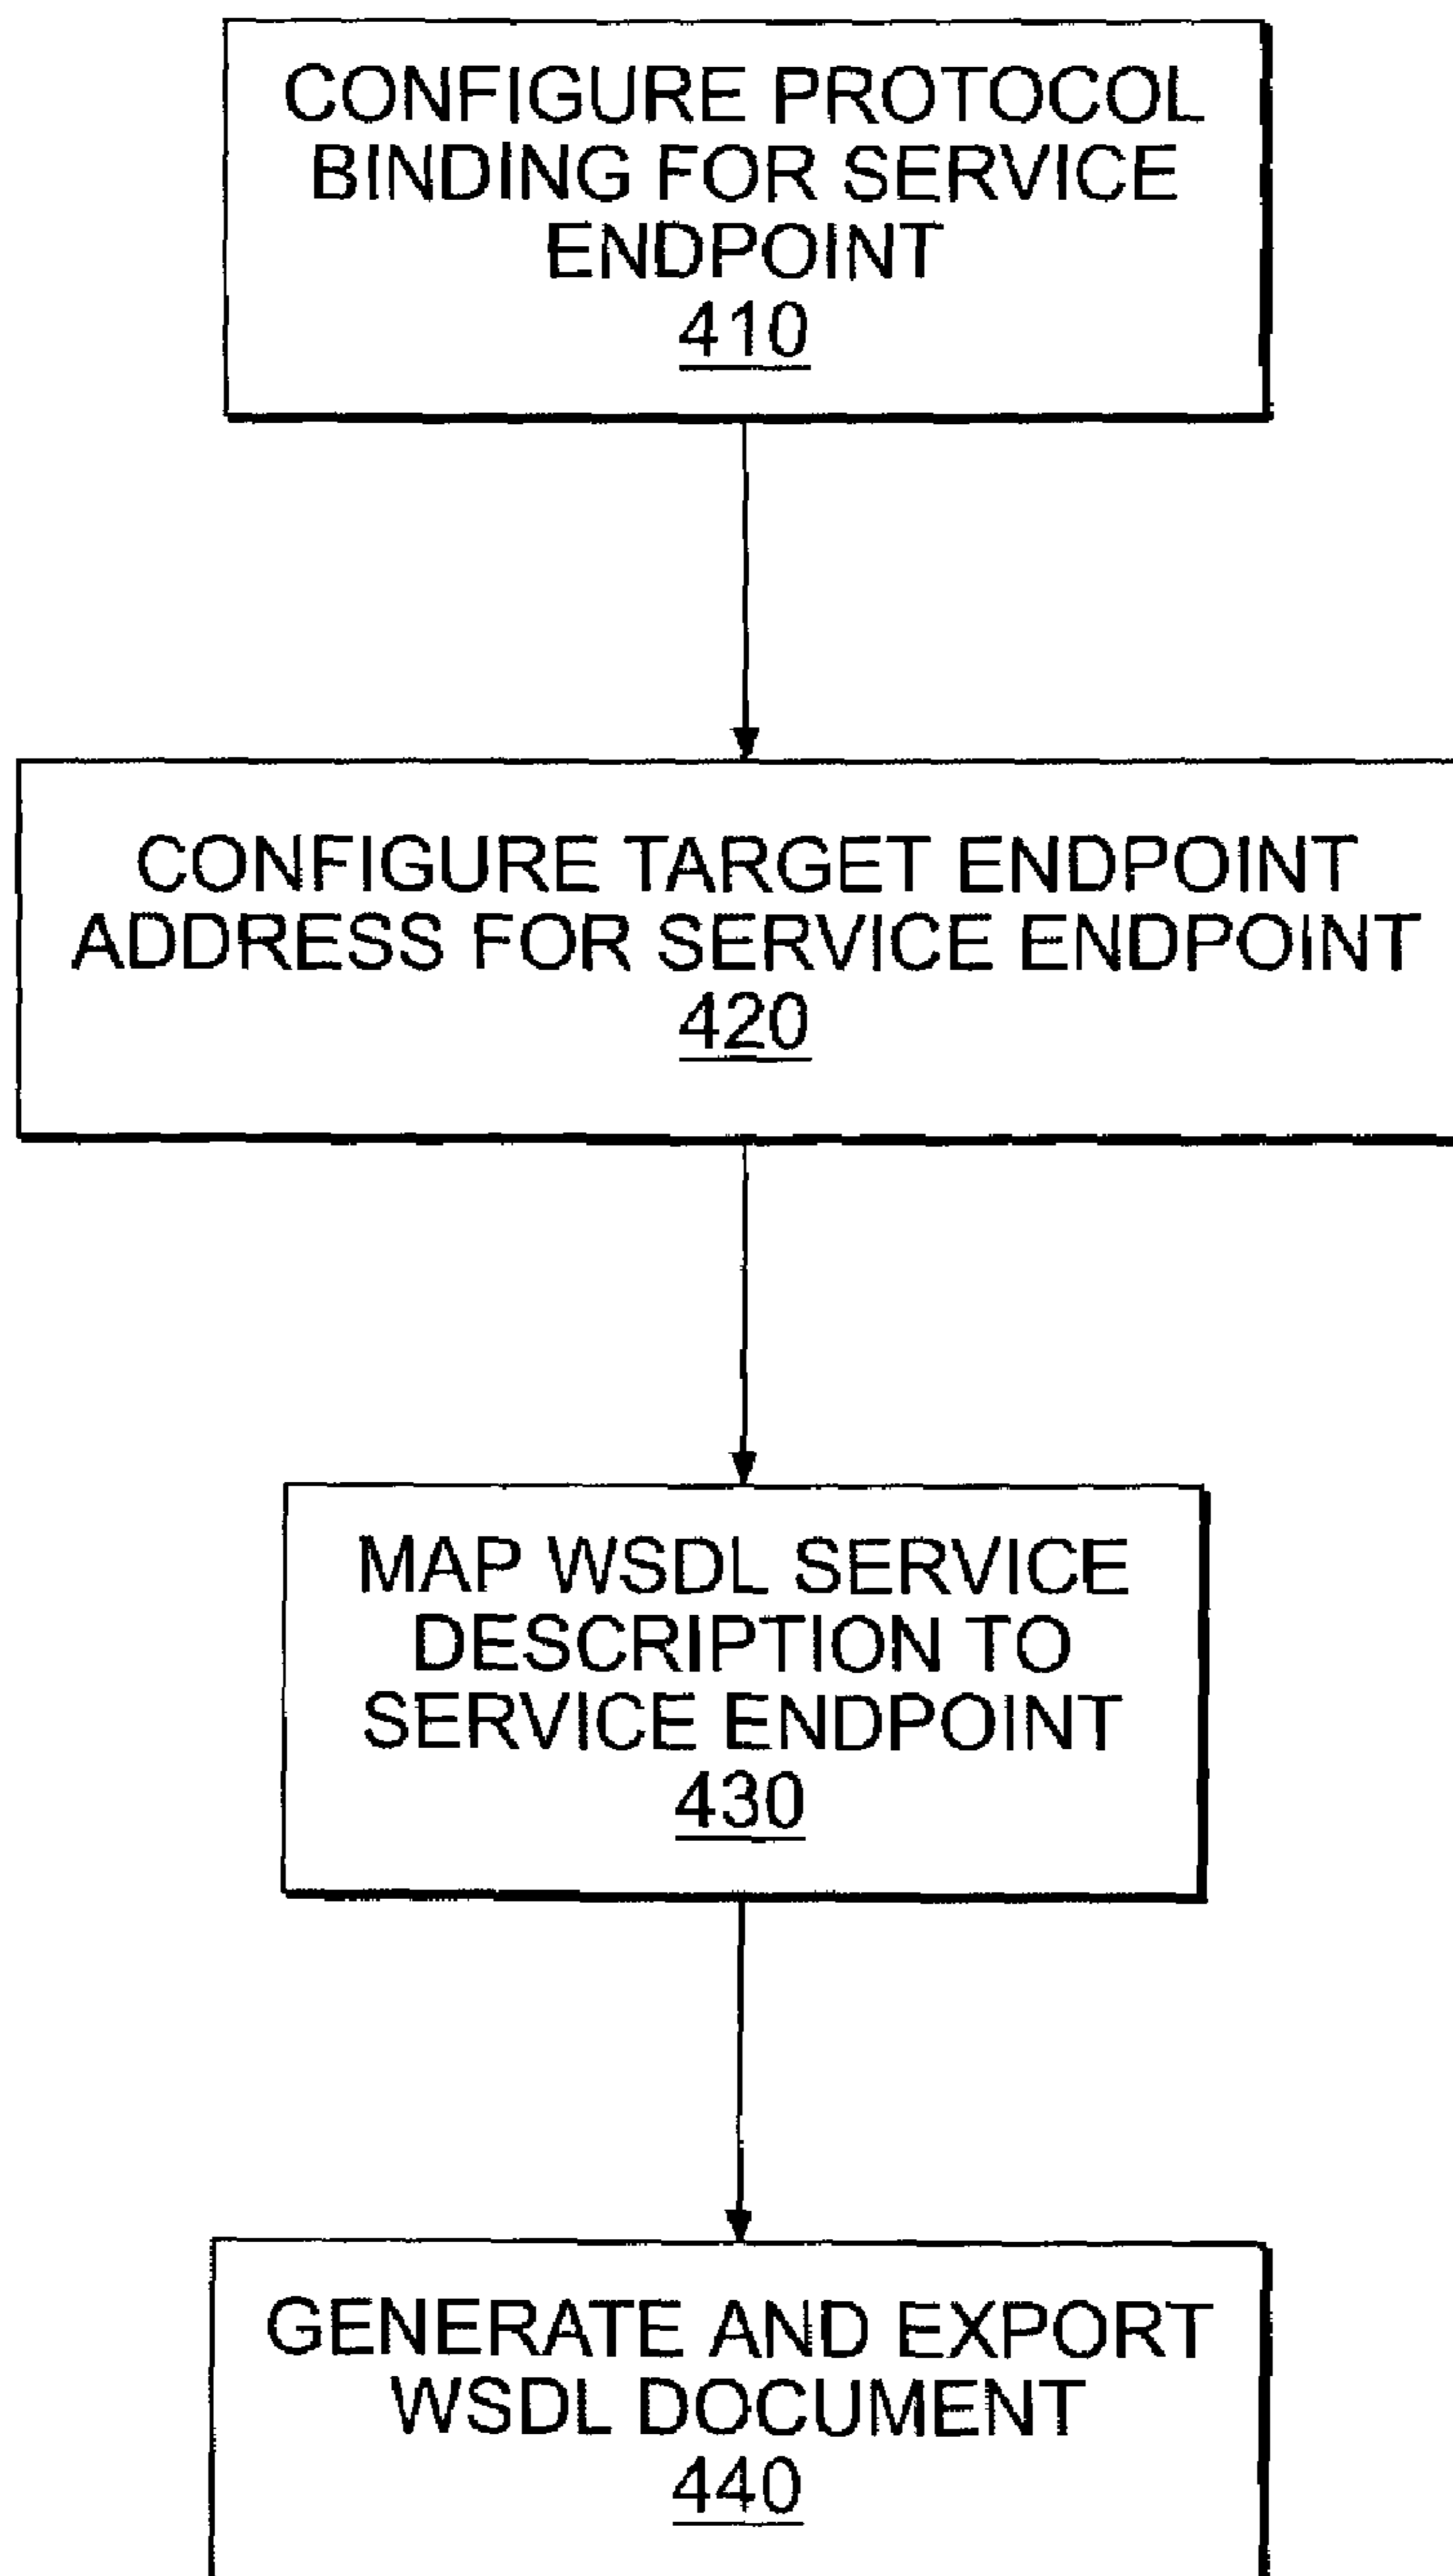 CONFIGURE PROTOCOL
BINDING FOR SERVICE
ENDPOINT
410
CONFIGURE TARGET ENDPOINT
ADDRESS FOR SERVICE ENDPOINT
420
MAP WSDL SERVICE
DESCRIPTION TO
SERVICE ENDPOINT
430
GENERATE AND EXPORT
WSDL DOCUMENT
440